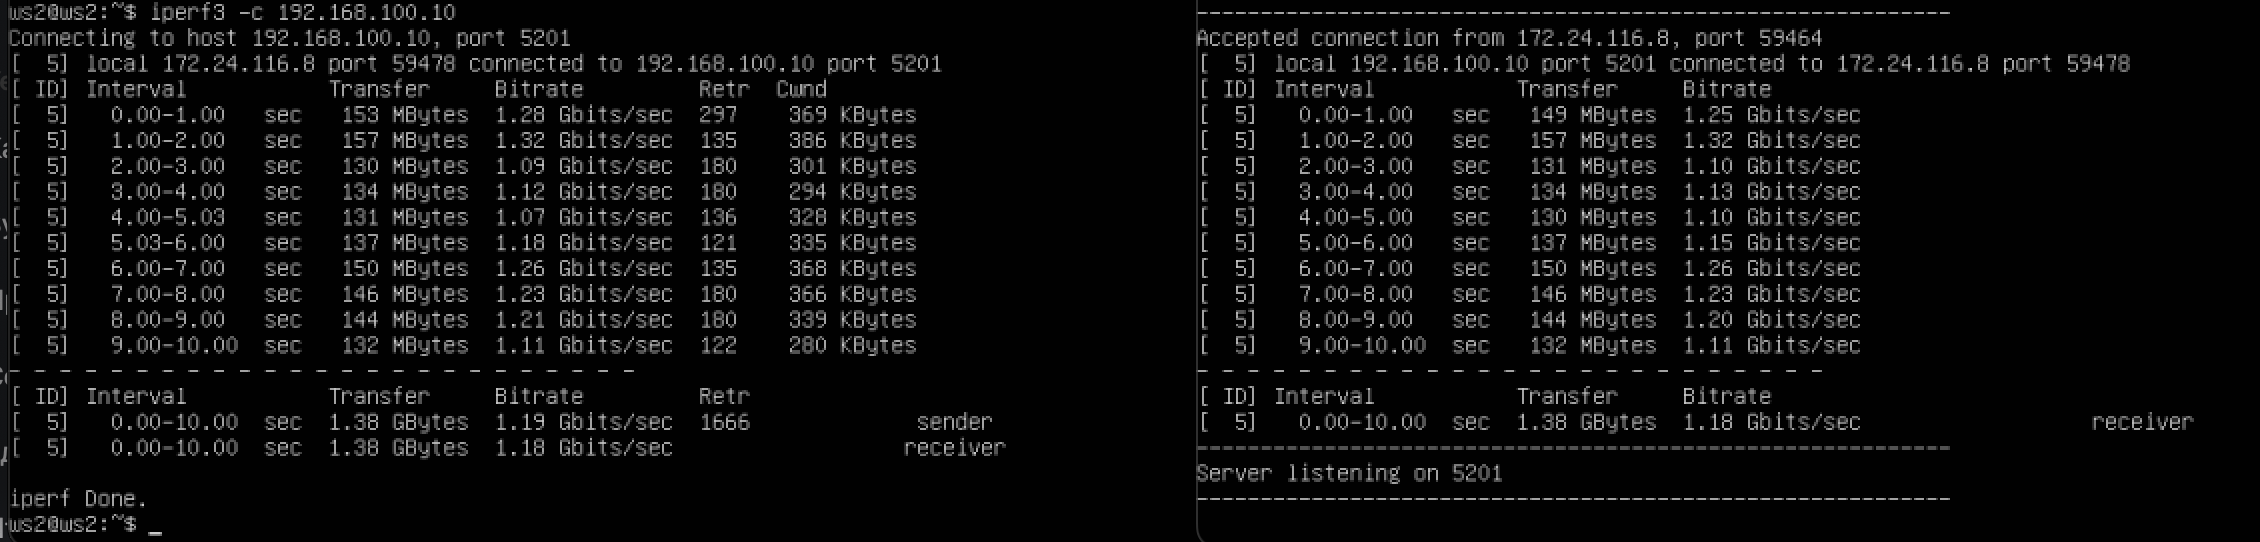 ws2@ws2:~$ iperf3 -c 192.168.100.10
Connecting to host 192.168.100.10, port 5201
[  5] local 172.24.116.8 port 59478 connected to 192.168.100.10 port 5201
[ ID] Interval           Transfer     Bitrate         Retr  Cwnd
[  5]   0.00-1.00   sec   153 MBytes  1.28 Gbits/sec  297    369 KBytes
[  5]   1.00-2.00   sec   157 MBytes  1.32 Gbits/sec  135    386 KBytes
[  5]   2.00-3.00   sec   130 MBytes  1.09 Gbits/sec  180    301 KBytes
[  5]   3.00-4.00   sec   134 MBytes  1.12 Gbits/sec  180    294 KBytes
[  5]   4.00-5.03   sec   131 MBytes  1.07 Gbits/sec  136    328 KBytes
[  5]   5.03-6.00   sec   137 MBytes  1.18 Gbits/sec  121    335 KBytes
[  5]   6.00-7.00   sec   150 MBytes  1.26 Gbits/sec  135    368 KBytes
[  5]   7.00-8.00   sec   146 MBytes  1.23 Gbits/sec  180    366 KBytes
[  5]   8.00-9.00   sec   144 MBytes  1.21 Gbits/sec  180    339 KBytes
[  5]   9.00-10.00  sec   132 MBytes  1.11 Gbits/sec  122    280 KBytes
- - - - - - - - - - - - - - - - - - - - - - - - -
[ ID] Interval           Transfer     Bitrate         Retr
[  5]   0.00-10.00  sec  1.38 GBytes  1.19 Gbits/sec  1666             sender
[  5]   0.00-10.00  sec  1.38 GBytes  1.18 Gbits/sec                  receiver
iperf Done.
ws2@ws2:~$ _
-----------------------------------------------------------
Accepted connection from 172.24.116.8, port 59464
[  5] local 192.168.100.10 port 5201 connected to 172.24.116.8 port 59478
[ ID] Interval           Transfer     Bitrate
[  5]   0.00-1.00   sec   149 MBytes  1.25 Gbits/sec
[  5]   1.00-2.00   sec   157 MBytes  1.32 Gbits/sec
[  5]   2.00-3.00   sec   131 MBytes  1.10 Gbits/sec
[  5]   3.00-4.00   sec   134 MBytes  1.13 Gbits/sec
[  5]   4.00-5.00   sec   130 MBytes  1.10 Gbits/sec
[  5]   5.00-6.00   sec   137 MBytes  1.15 Gbits/sec
[  5]   6.00-7.00   sec   150 MBytes  1.26 Gbits/sec
[  5]   7.00-8.00   sec   146 MBytes  1.23 Gbits/sec
[  5]   8.00-9.00   sec   144 MBytes  1.20 Gbits/sec
[  5]   9.00-10.00  sec   132 MBytes  1.11 Gbits/sec
- - - - - - - - - - - - - - - - - - - - - - - - -
[ ID] Interval           Transfer     Bitrate
[  5]   0.00-10.00  sec  1.38 GBytes  1.18 Gbits/sec                  receiver
-----------------------------------------------------------
Server listening on 5201
-----------------------------------------------------------